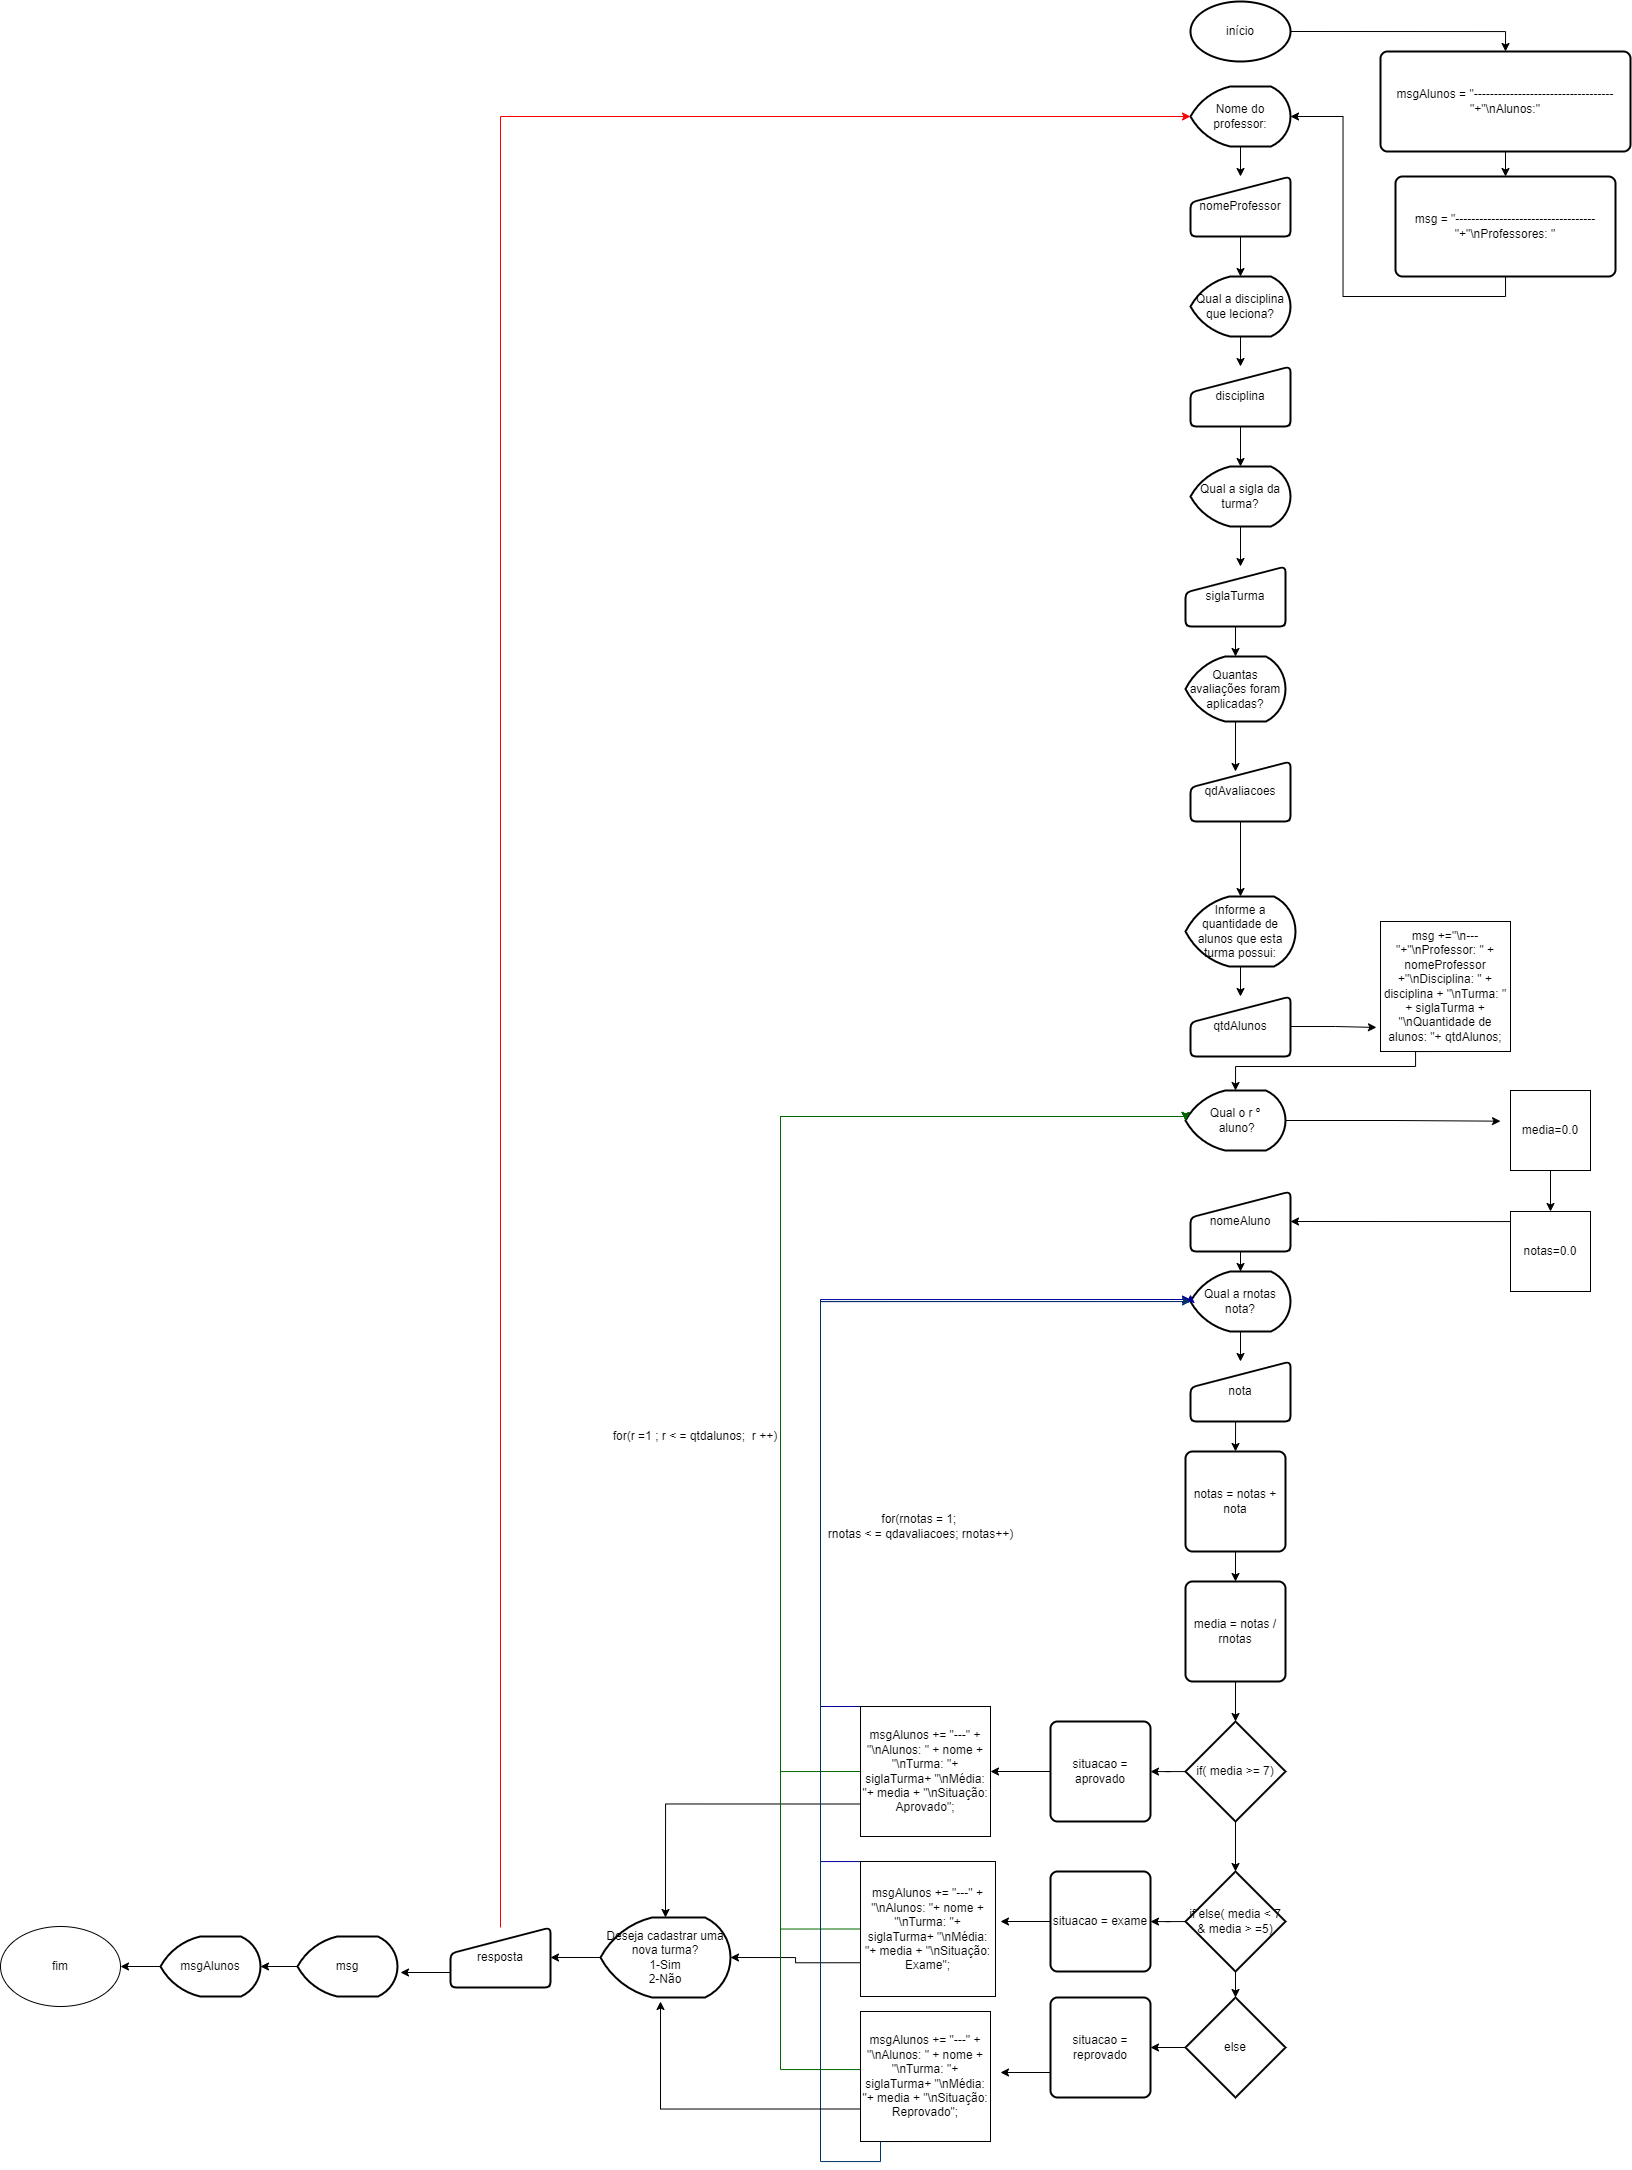 início
msgAlunos = "-----------------------------------
"+"\nAlunos:"
Nome do
professor:
msg = "-----------------------------------
"+"\nProfessores: "
nomeProfessor
Qual a disciplina
que leciona?
disciplina
Qual a sigla da
turma?
siglaTurma
Quantas
avaliações foram
aplicadas?
qdAvaliacoes
Informe a
quantidade de
alunos que esta
turma possui:
msg +="\n---
"+"\nProfessor: " +
nomeProfessor
+"\nDisciplina: " +
disciplina + "\nTurma: "
+ siglaTurma +
"\nQuantidade de
alunos: "+ qtdAlunos;
qtdAlunos
Qual o r º
aluno?
media=0.0
nomeAluno
notas=0.0
Qual a rnotas
nota?
nota
for(r =1 ; r < = qtdalunos;  r ++)
notas = notas +
nota
for(rnotas = 1;
rnotas < = qdavaliacoes; rnotas++)
media = notas /
rnotas
msgAlunos += "---" +
"\nAlunos: " + nome +
"\nTurma: "+
siglaTurma+ "\nMédia:
"+ media + "\nSituação:
Aprovado";
situacao =
aprovado
if( media >= 7)
msgAlunos += "---" +
"\nAlunos: "+ nome +
"\nTurma: "+
siglaTurma+ "\nMédia:
"+ media + "\nSituação:
Exame";
situacao = exame
if else( media < 7
& media > =5)
Deseja cadastrar uma
nova turma?
1-Sim
2-Não
resposta
msg
msgAlunos
fim
msgAlunos += "---" +
"\nAlunos: " + nome +
"\nTurma: "+
siglaTurma+ "\nMédia:
"+ media + "\nSituação:
Reprovado";
situacao =
reprovado
else